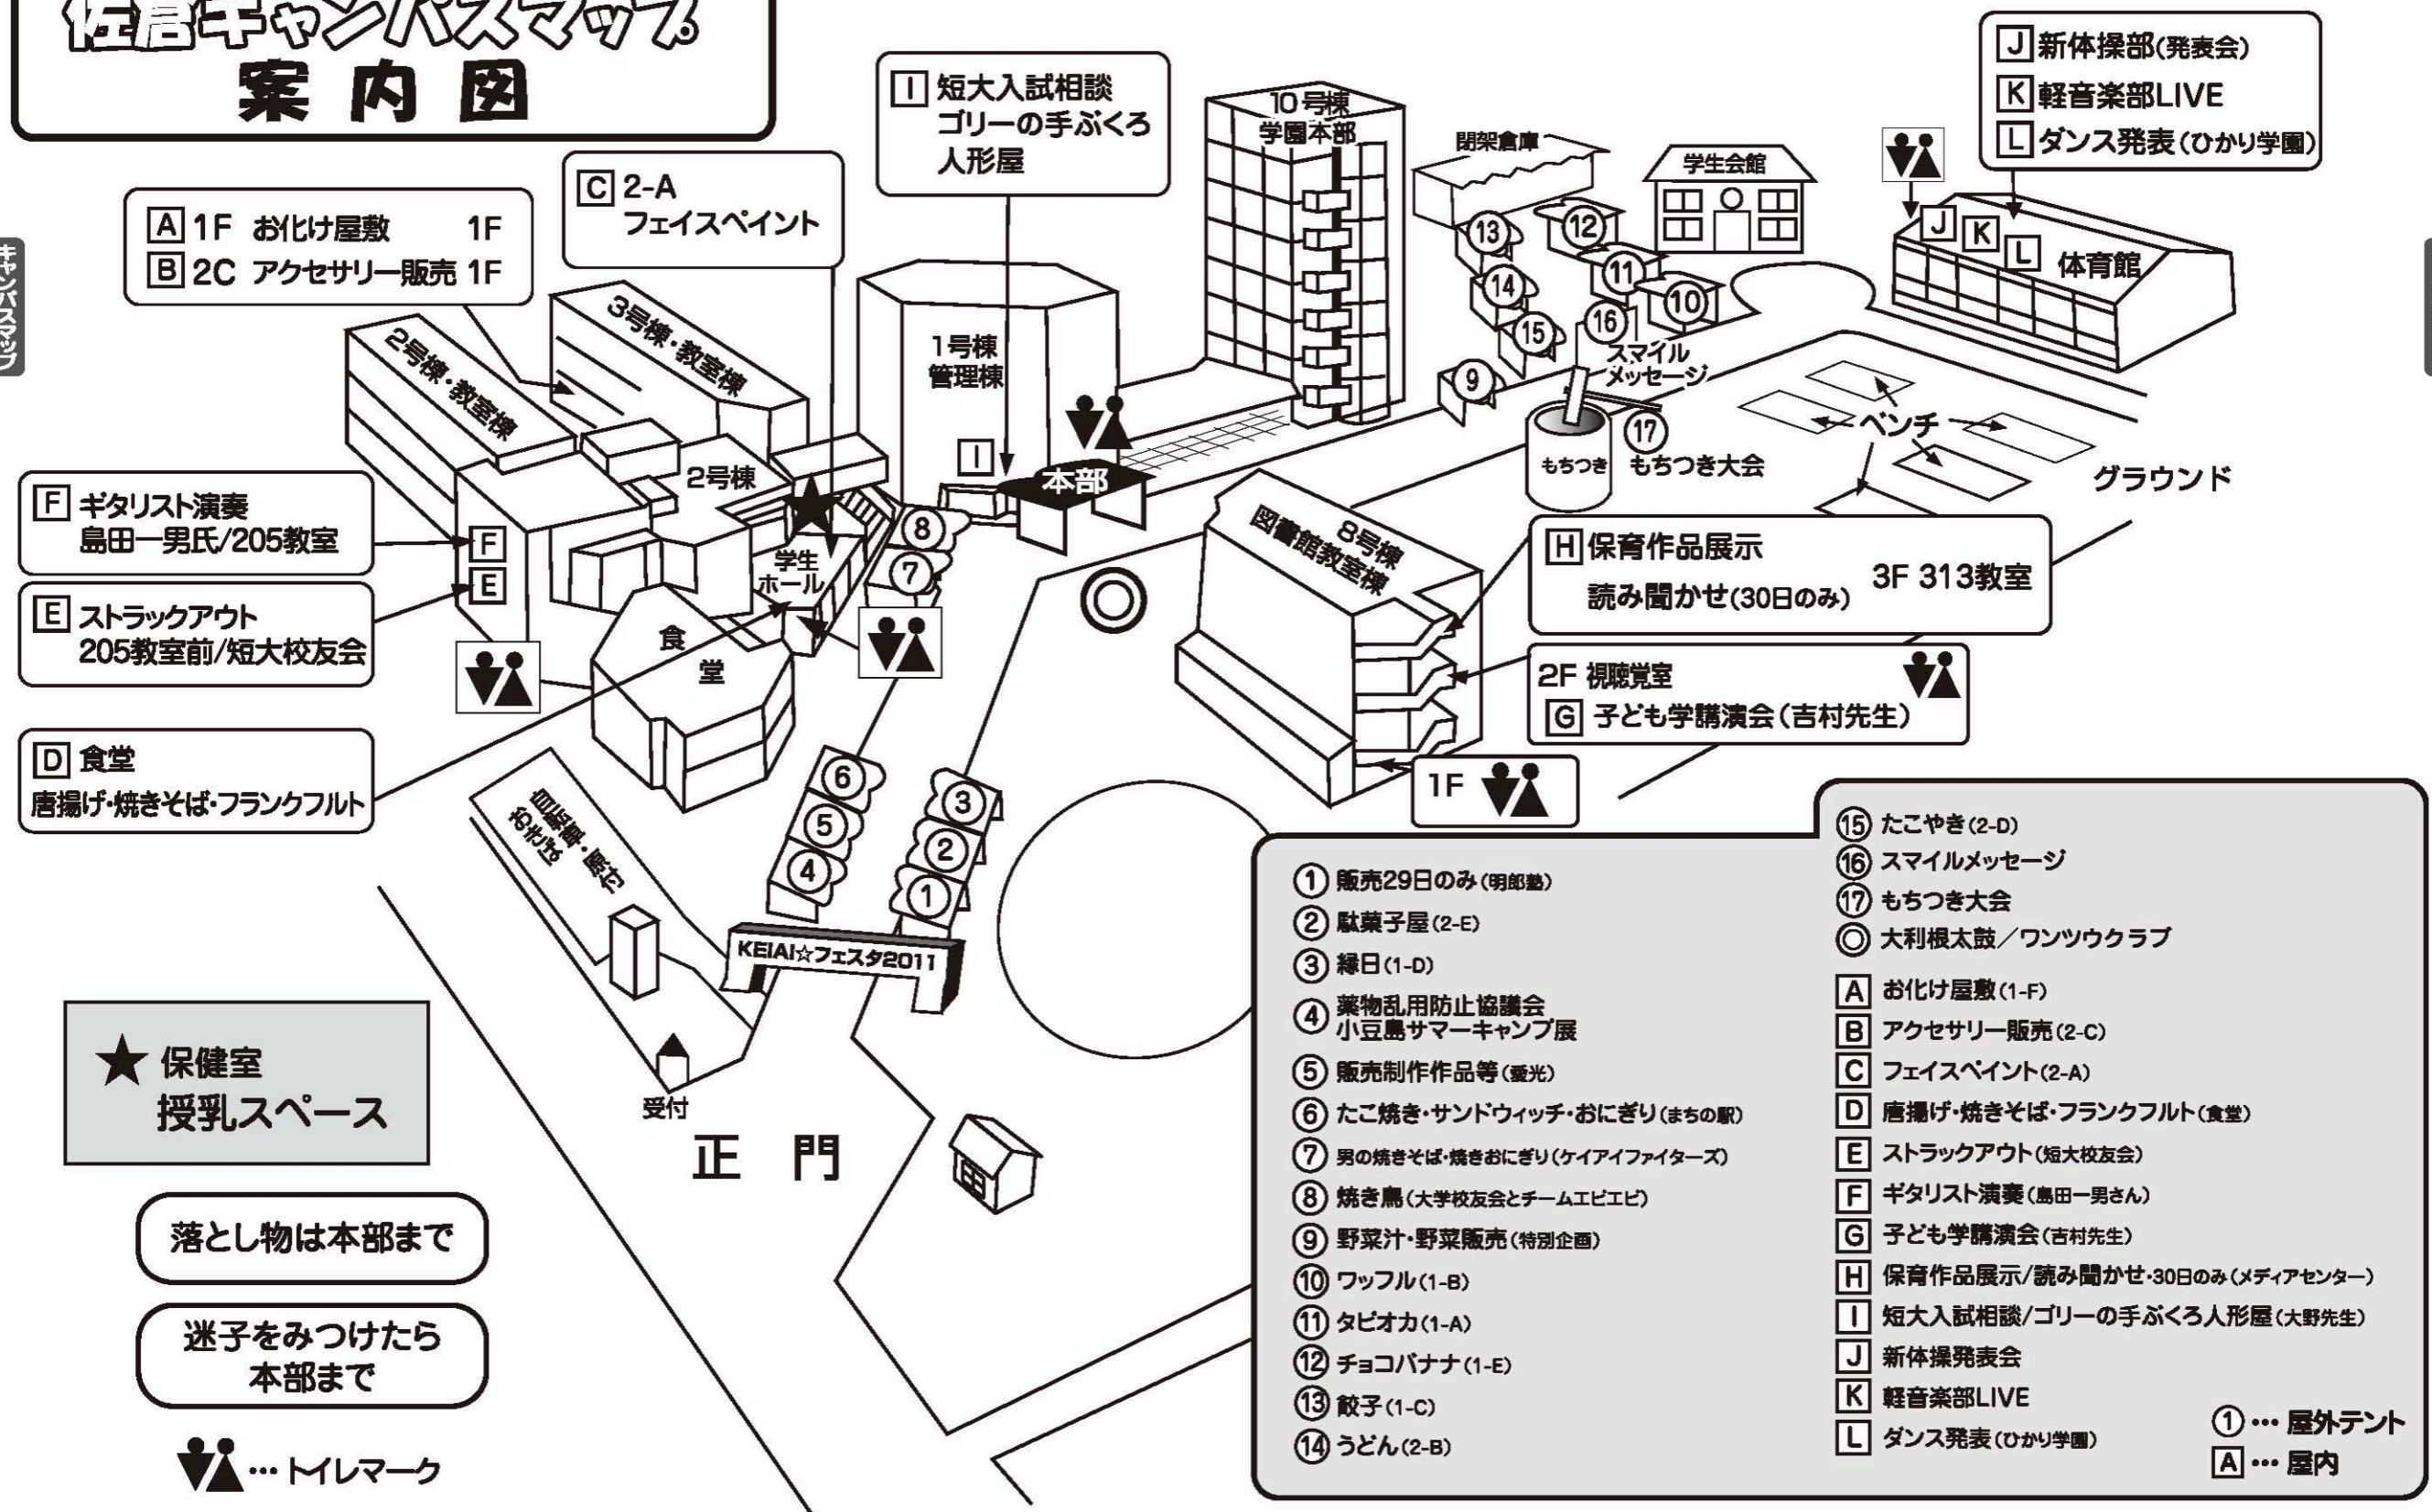 佐倉キャンパスマップ
案内図
キャンパスマップ
A 1F お化け屋敷 1F
B 2C アクセサリー販売 1F
C 2-A
フェイスペイント
I 短大入試相談
ゴリーの手ぶくろ
人形屋
J 新体操部(発表会)
K 軽音楽部LIVE
L ダンス発表(ひかり学園)
10号棟
学園本部
閉架倉庫
学生会館
J
K
L
体育館
3号棟・教室棟
2号棟・教室棟
1号棟
管理棟
13
12
14
11
10
15
16
スマイル
メッセージ
9
17
もちつき
もちつき大会
ベンチ
グラウンド
I
本部
2号棟
F ギタリスト演奏
島田一男氏/205教室
E ストラックアウト
205教室前/短大校友会
F
E
学生
ホール
8
7
◎
食堂
8号棟
図書館教室棟
H 保育作品展示
読み聞かせ(30日のみ) 3F 313教室
2F 視聴覚室
G 子ども学講演会(吉村先生)
1F
D 食堂
唐揚げ・焼きそば・フランクフルト
自転車・原付
おきば
6
5
4
3
2
1
KEIAI☆フェスタ2011
受付
正門
★ 保健室
授乳スペース
落とし物は本部まで
迷子をみつけたら
本部まで
…トイレマーク
① 販売29日のみ(明郎塾)
② 駄菓子屋(2-E)
③ 縁日(1-D)
④ 薬物乱用防止協議会
小豆島サマーキャンプ展
⑤ 販売制作作品等(愛光)
⑥ たこ焼き・サンドウィッチ・おにぎり(まちの駅)
⑦ 男の焼きそば・焼きおにぎり(ケイアイファイターズ)
⑧ 焼き鳥(大学校友会とチームエビエビ)
⑨ 野菜汁・野菜販売(特別企画)
⑩ ワッフル(1-B)
⑪ タピオカ(1-A)
⑫ チョコバナナ(1-E)
⑬ 餃子(1-C)
⑭ うどん(2-B)
⑮ たこやき(2-D)
⑯ スマイルメッセージ
⑰ もちつき大会
◎ 大利根太鼓/ワンツウクラブ
A お化け屋敷(1-F)
B アクセサリー販売(2-C)
C フェイスペイント(2-A)
D 唐揚げ・焼きそば・フランクフルト(食堂)
E ストラックアウト(短大校友会)
F ギタリスト演奏(島田一男さん)
G 子ども学講演会(吉村先生)
H 保育作品展示/読み聞かせ・30日のみ(メディアセンター)
I 短大入試相談/ゴリーの手ぶくろ人形屋(大野先生)
J 新体操発表会
K 軽音楽部LIVE
L ダンス発表(ひかり学園)
①… 屋外テント
A… 屋内